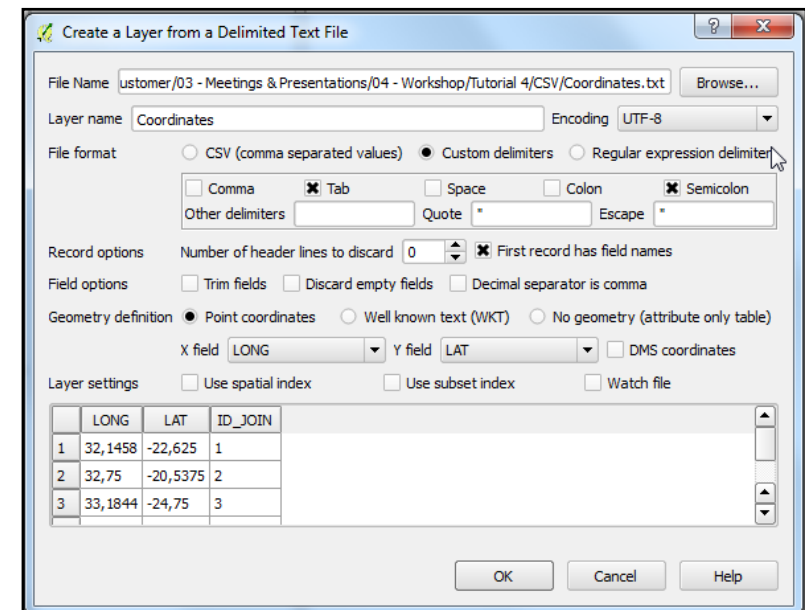 Create a Layer from a Delimited Text File
?
X
File Name ustomer/03 - Meetings & Presentations/04 - Workshop/Tutorial 4/CSV/Coordinates.txt Browse...
Layer name Coordinates Encoding UTF-8
File format CSV (comma separated values) Custom delimiters Regular expression delimiter
Comma Tab Space Colon Semicolon
Other delimiters Quote " Escape "
Record options Number of header lines to discard 0 First record has field names
Field options Trim fields Discard empty fields Decimal separator is comma
Geometry definition Point coordinates Well known text (WKT) No geometry (attribute only table)
X field LONG Y field LAT DMS coordinates
Layer settings Use spatial index Use subset index Watch file
LONG LAT ID_JOIN
1 32,1458 -22,625 1
2 32,75 -20,5375 2
3 33,1844 -24,75 3
OK Cancel Help